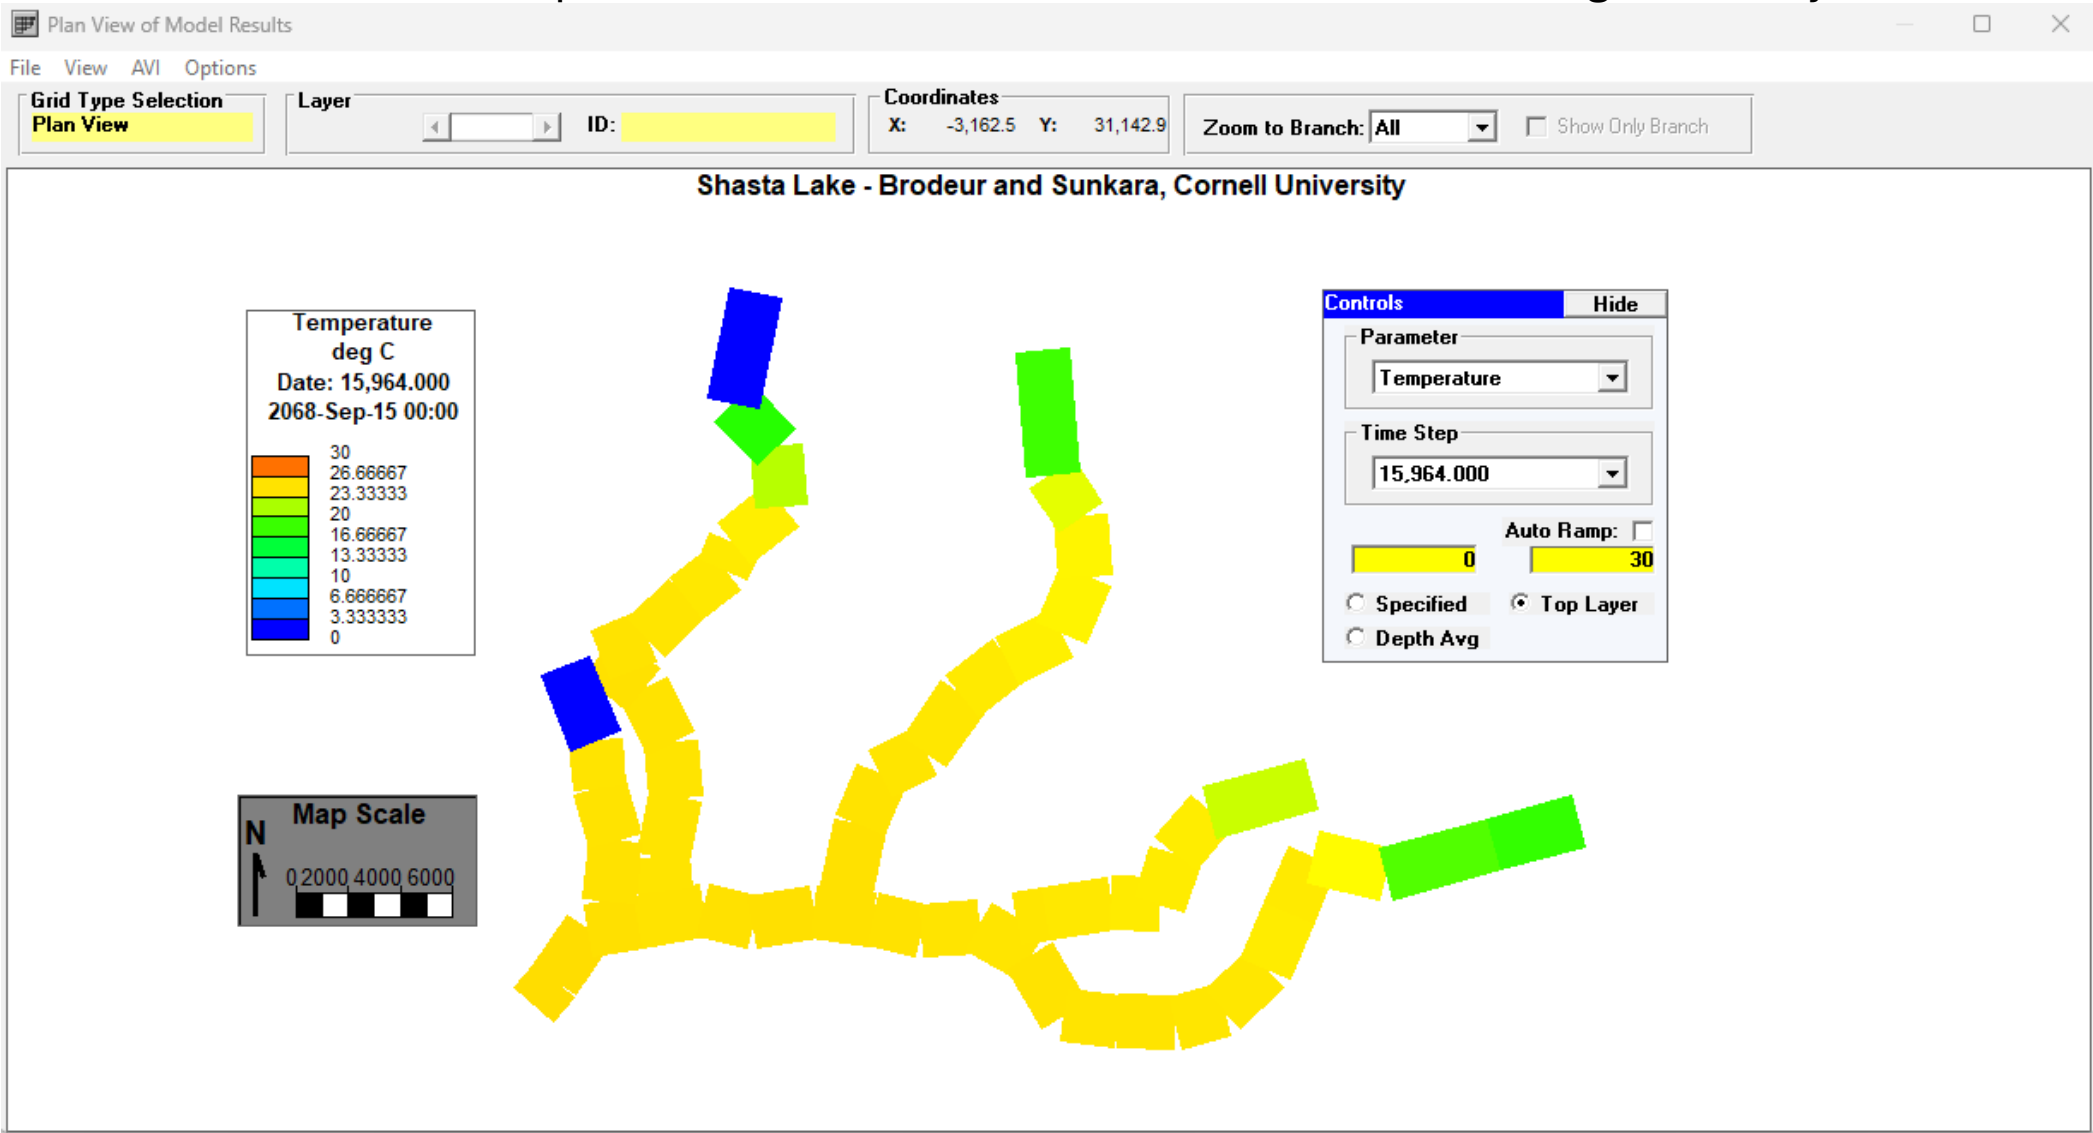 Plan View of Model Results
File View AVI Options
Grid Type Selection
Plan View
Layer
ID:
Coordinates
X: -3,162.5 Y: 31,142.9
Zoom to Branch: All
Show Only Branch
Shasta Lake - Brodeur and Sunkara, Cornell University
Temperature
deg C
Date: 15,964.000
2068-Sep-15 00:00
30
26.66667
23.33333
20
16.66667
13.33333
10
6.666667
3.333333
0
Map Scale
N
0 2000 4000 6000
Controls Hide
Parameter
Temperature
Time Step
15,964.000
Auto Ramp:
0 30
Specified Top Layer
Depth Avg